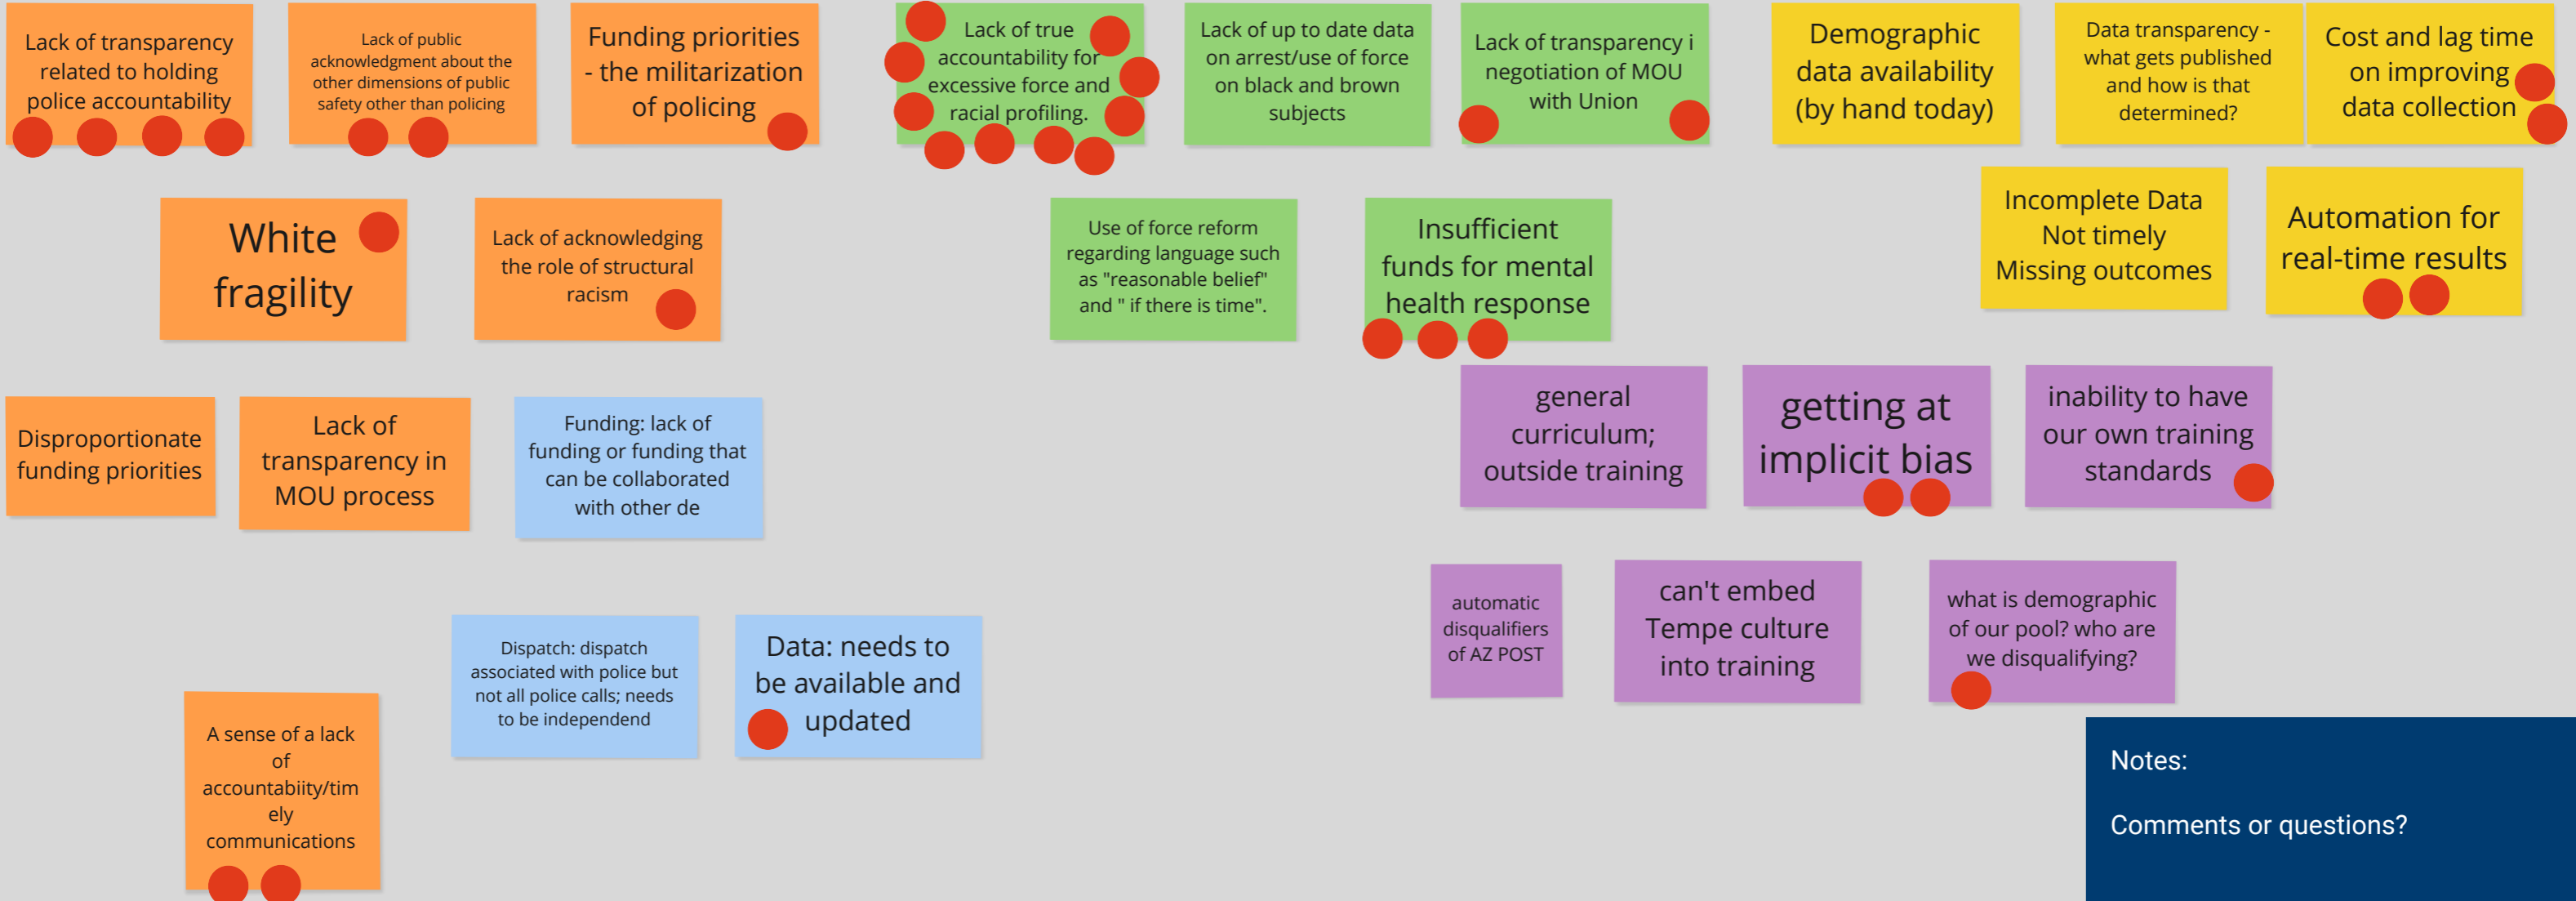 Lack of transparency
related to holding
police accountability
Lack of public
acknowledgment about the
other dimensions of public
safety other than policing
Funding priorities
- the militarization
of policing
Lack of true
accountability for
excessive force and
racial profiling.
Lack of up to date data
on arrest/use of force
on black and brown
subjects
Lack of transparency i
negotiation of MOU
with Union
Demographic
data availability
(by hand today)
Data transparency -
what gets published
and how is that
determined?
Cost and lag time
on improving
data collection
White
fragility
Lack of acknowledging
the role of structural
racism
Use of force reform
regarding language such
as "reasonable belief"
and " if there is time".
Insufficient
funds for mental
health response
Incomplete Data
Not timely
Missing outcomes
Automation for
real-time results
Disproportionate
funding priorities
Lack of
transparency in
MOU process
Funding: lack of
funding or funding that
can be collaborated
with other de
general
curriculum;
outside training
getting at
implicit bias
inability to have
our own training
standards
Dispatch: dispatch
associated with police but
not all police calls; needs
to be independend
Data: needs to
be available and
updated
automatic
disqualifiers
of AZ POST
can't embed
Tempe culture
into training
what is demographic
of our pool? who are
we disqualifying?
A sense of a lack
of
accountabiity/tim
ely
communications
Notes:
Comments or questions?